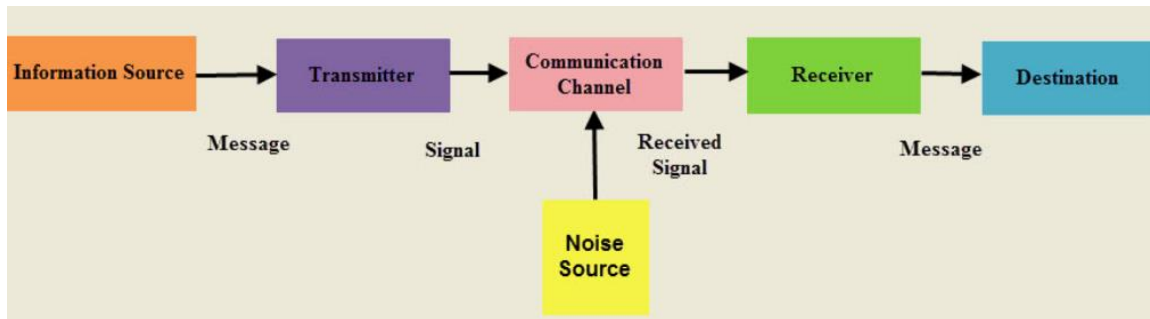 Information Source
Transmitter
Communication
Channel
Receiver
Destination
Message
Signal
Received
Signal
Message
Noise
Source